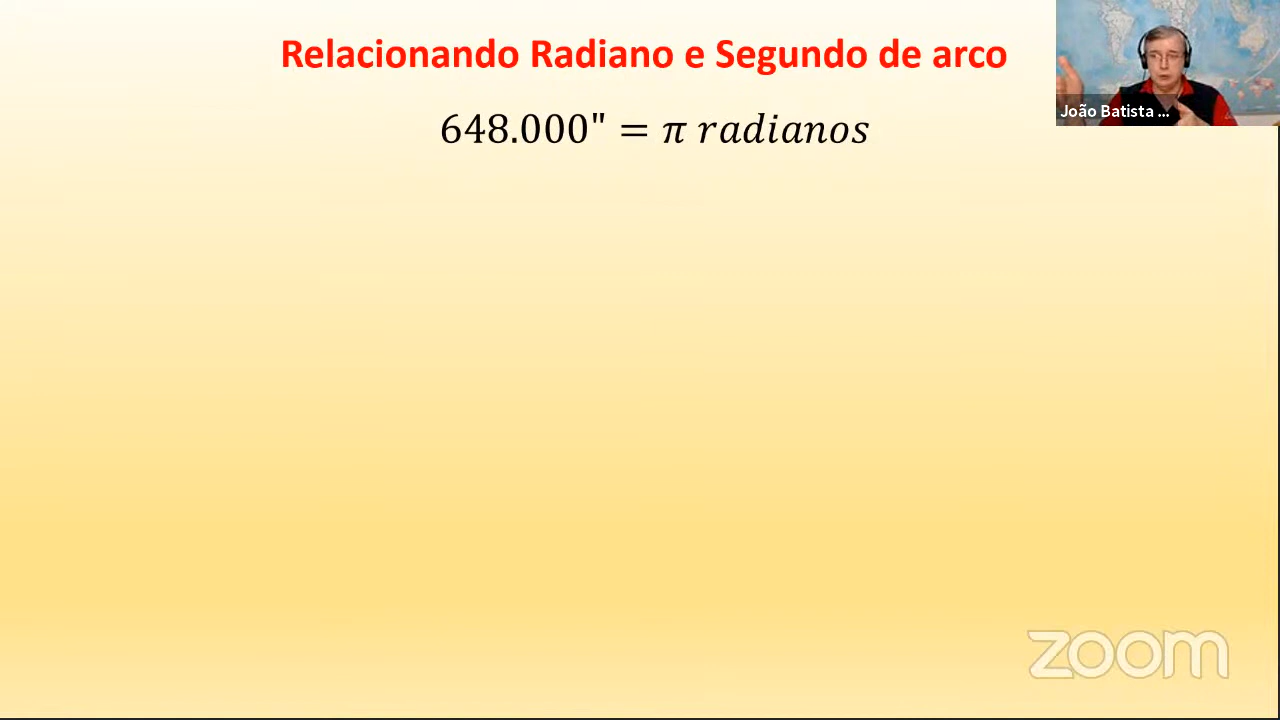 Relacionando Radiano e Segundo de arco
648.000" = π radianos
João Batista ...
zoom